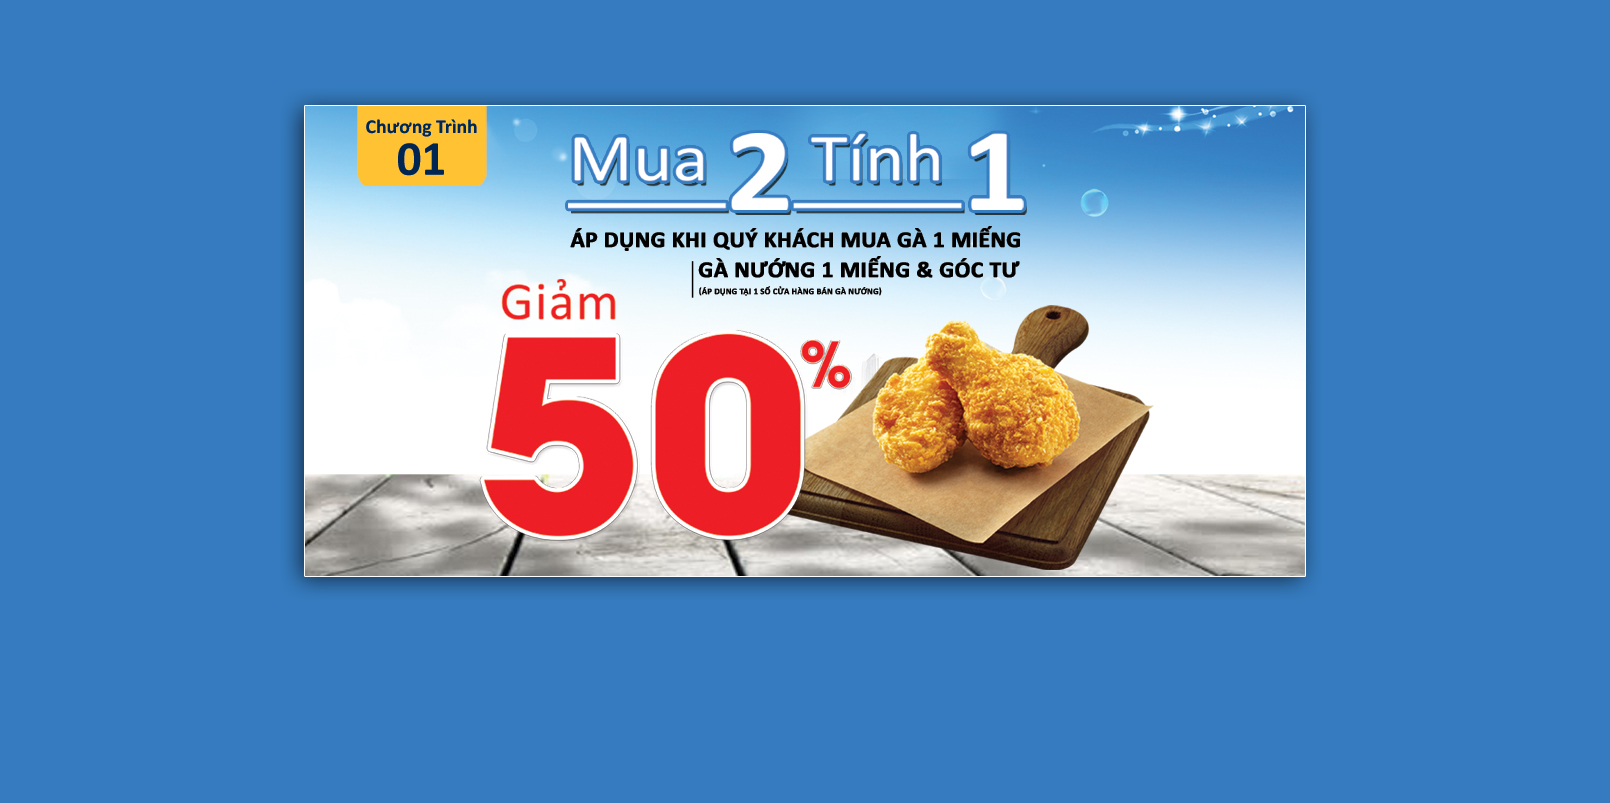 Chương Trình
01
Mua 2 Tính 1
ÁP DỤNG KHI QUÝ KHÁCH MUA GÀ 1 MIẾNG
GÀ NƯỚNG 1 MIẾNG & GÓC TƯ
(ÁP DỤNG TẠI 1 SỐ CỬA HÀNG BÁN GÀ NƯỚNG)
Giảm
50%